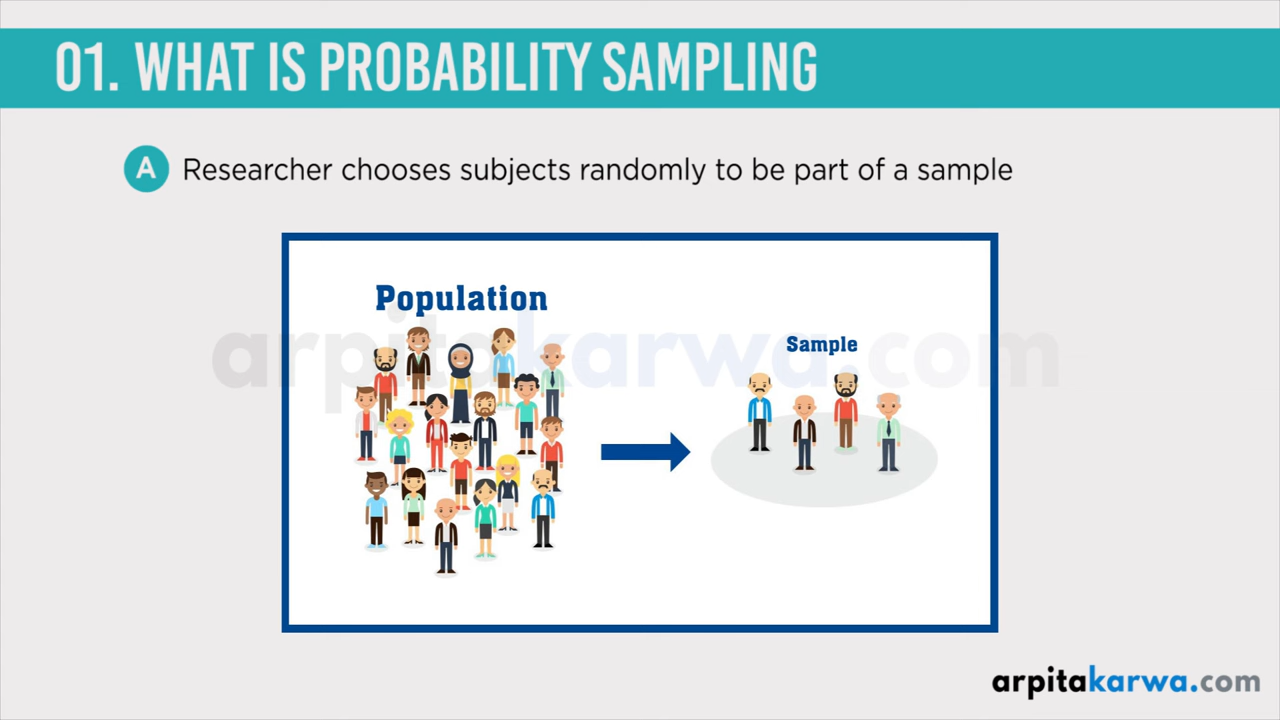 01. WHAT IS PROBABILITY SAMPLING
A Researcher chooses subjects randomly to be part of a sample
Population
Sample
arpitakarwa.com
arpitakarwa.com